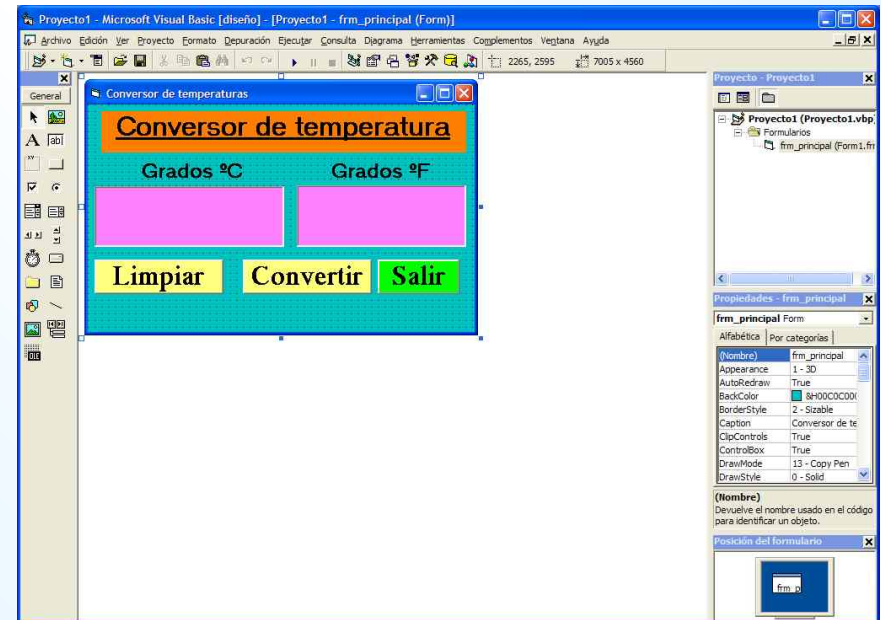 Proyecto1 - Microsoft Visual Basic [diseño] - [Proyecto1 - frm_principal (Form)]
Archivo Edición Ver Proyecto Formato Depuración Ejecutar Consulta Diagrama Herramientas Complementos Ventana Ayuda
2265, 2595 7005 x 4560
General
A ab
xv
OLE
Conversor de temperaturas
Conversor de temperatura
Grados ºC Grados ºF
Limpiar Convertir Salir
Proyecto - Proyecto1
Proyecto1 (Proyecto1.vbp)
Formularios
frm_principal (Form1.frm
Propiedades - frm_principal
frm_principal Form
Alfabética Por categorías
(Nombre) frm_principal
Appearance 1 - 3D
AutoRedraw True
BackColor &H00C0C00
BorderStyle 2 - Sizable
Caption Conversor de te
ClipControls True
ControlBox True
DrawMode 13 - Copy Pen
DrawStyle 0 - Solid
(Nombre)
Devuelve el nombre usado en el código
para identificar un objeto.
Posición del formulario
frm_p